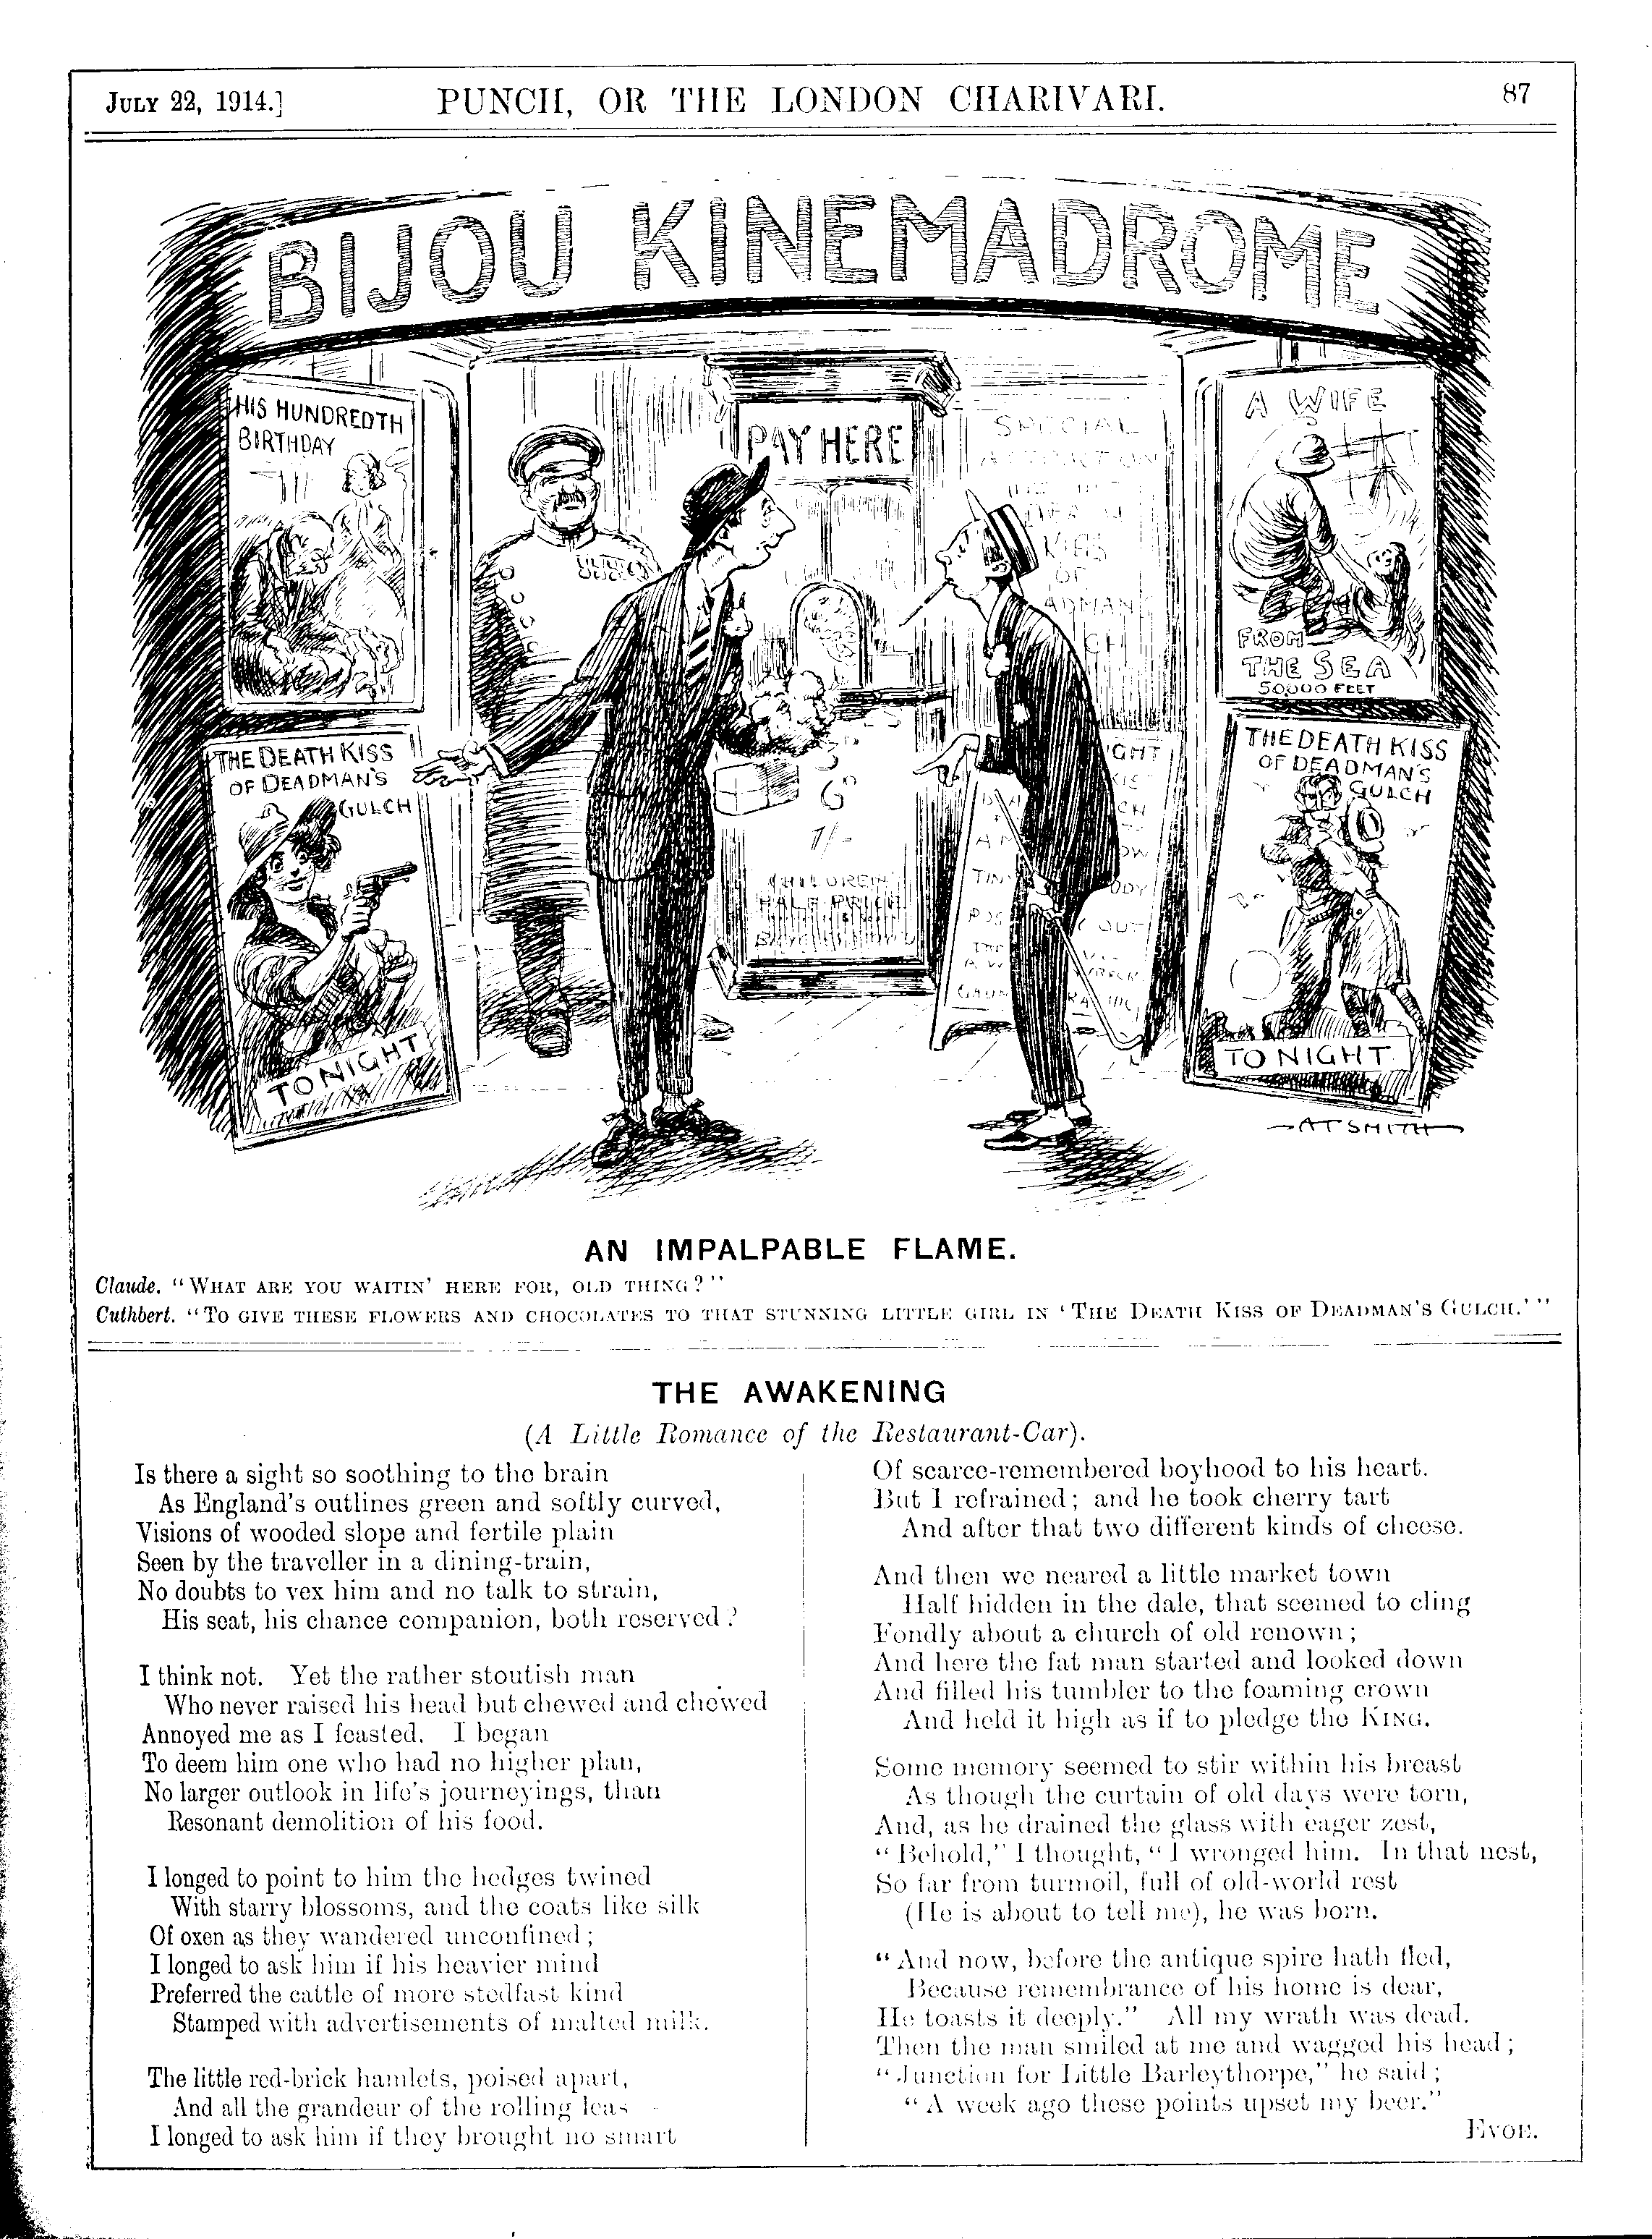 JULY 22, 1914.]
PUNCH, OR THE LONDON CHARIVARI.
87
BIJOU KINEMADROME
HIS HUNDREDTH
BIRTHDAY
PAY HERE
SPECIAL
KISS
OF
A WIFE
FROM
THE SEA
50,000 FEET
THE DEATH KISS
OF DEADMAN'S
GULCH
TONIGHT
6D
1/-
CHILDREN
HALF PRICE
THE DEATH KISS
OF DEADMAN'S
GULCH
TONIGHT
AT SMITH
AN IMPALPABLE FLAME.
Claude. "WHAT ARE YOU WAITIN' HERE FOR, OLD THING?"
Cuthbert. "TO GIVE THESE FLOWERS AND CHOCOLATES TO THAT STUNNING LITTLE GIRL IN 'THE DEATH KISS OF DEADMAN'S GULCH.'"
THE AWAKENING
(A Little Romance of the Restaurant-Car).
Is there a sight so soothing to the brain
As England's outlines green and softly curved,
Visions of wooded slope and fertile plain
Seen by the traveller in a dining-train,
No doubts to vex him and no talk to strain,
His seat, his chance companion, both reserved?
I think not. Yet the rather stoutish man
Who never raised his head but chewed and chewed
Annoyed me as I feasted. I began
To deem him one who had no higher plan,
No larger outlook in life's journeyings, than
Resonant demolition of his food.
I longed to point to him the hedges twined
With starry blossoms, and the coats like silk
Of oxen as they wandered unconfined;
I longed to ask him if his heavier mind
Preferred the cattle of more stedfast kind
Stamped with advertisements of malted milk.
The little red-brick hamlets, poised apart,
And all the grandeur of the rolling leas
I longed to ask him if they brought no smart
Of scarce-remembered boyhood to his heart.
But I refrained; and he took cherry tart
And after that two different kinds of cheese.
And then we neared a little market town
Half hidden in the dale, that seemed to cling
Fondly about a church of old renown;
And here the fat man started and looked down
And filled his tumbler to the foaming crown
And held it high as if to pledge the KING.
Some memory seemed to stir within his breast
As though the curtain of old days were torn,
And, as he drained the glass with eager zest,
"Behold," I thought, "I wronged him. In that nest,
So far from turmoil, full of old-world rest
(He is about to tell me), he was born.
"And now, before the antique spire hath fled,
Because remembrance of his home is dear,
He toasts it deeply." All my wrath was dead.
Then the man smiled at me and wagged his head;
"Junction for Little Barleythorpe," he said;
"A week ago these points upset my beer."
EVOE.